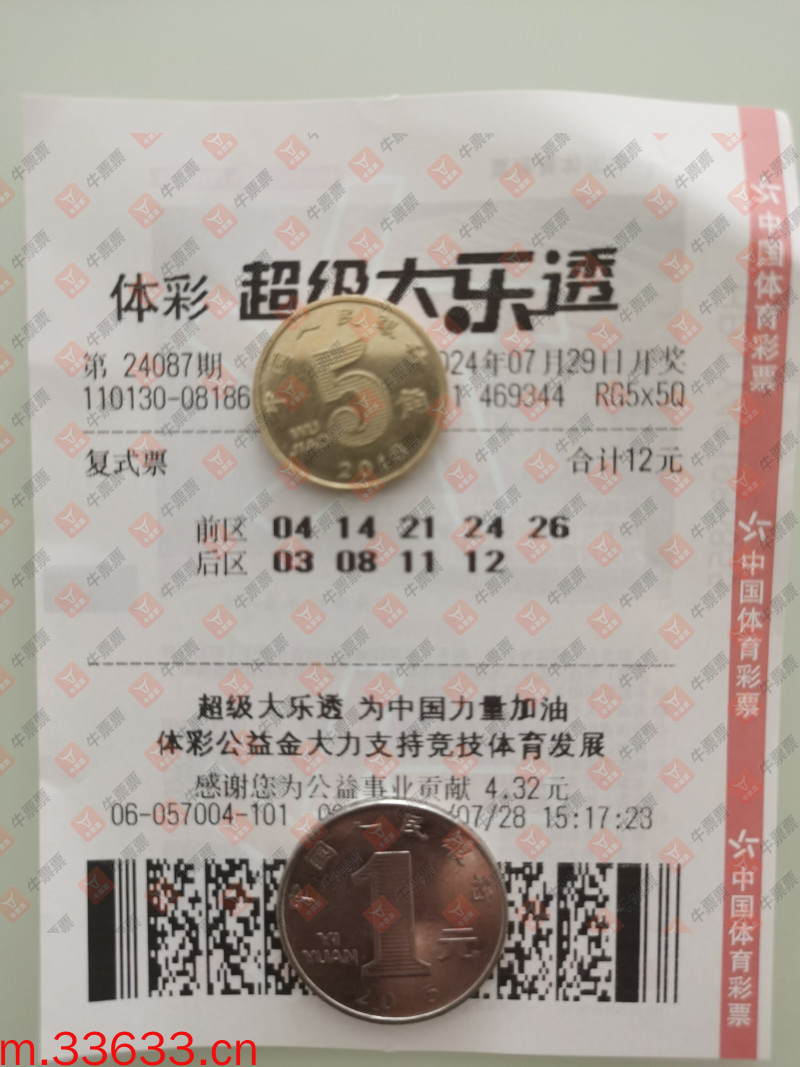 体彩 超级大乐透
第 24087期 024年07月29日开奖
110130-08186 1 469344 RG5x5Q
复式票 合计12元
前区 04 14 21 24 26
后区 03 08 11 12
超级大乐透 为中国力量加油
体彩公益金大力支持竞技体育发展
感谢您为公益事业贡献 4.32元
06-057004-101 /07/28 15:17:23
中国体育彩票
中国体育彩票
中国体育彩票
中国人民银行
5角
WU JIAO
中国人民银行
1元
YI YUAN
牛票票
m.33633.cn